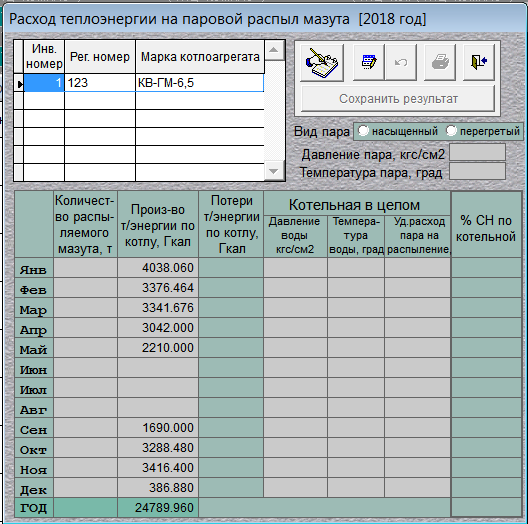 Расход теплоэнергии на паровой распыл мазута [2018 год]
Инв. номер Рег. номер Марка котлоагрегата
1 123 КВ-ГМ-6,5
Сохранить результат
Вид пара насыщенный перегретый
Давление пара, кгс/см2
Температура пара, град
Количест-
во распы-
ляемого
мазута, т
Произ-во
т/энергии по
котлу, Гкал
Потери
т/энергии
по котлу,
Гкал
Котельная в целом
Давление
воды
кгс/см2
Темпера-
тура
воды, град
Уд.расход
пара на
распыление,
% СН по
котельной
Янв 4038.060
Фев 3376.464
Мар 3341.676
Апр 3042.000
Май 2210.000
Июн
Июл
Авг
Сен 1690.000
Окт 3288.480
Ноя 3416.400
Дек 386.880
ГОД 24789.960